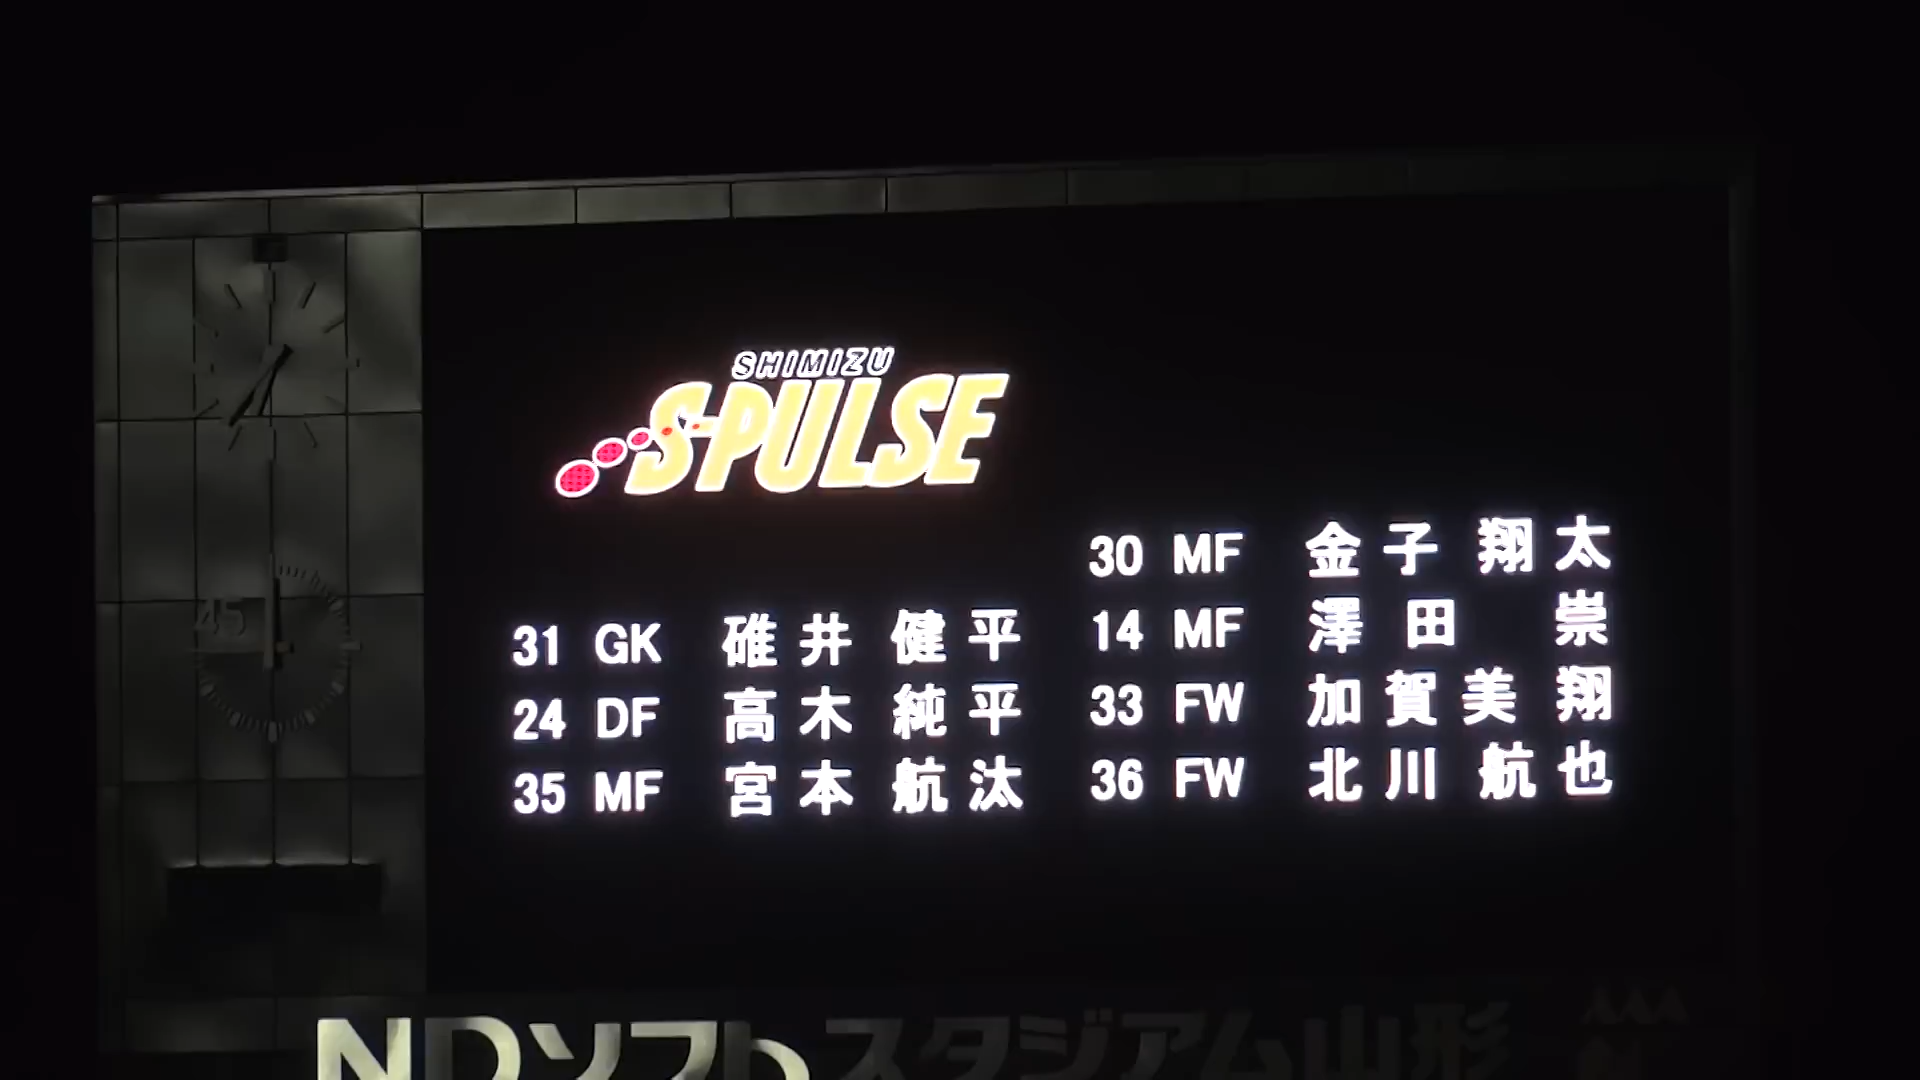 SHIMIZU
S-PULSE
31 GK 碓井 健平
24 DF 高木 純平
35 MF 宮本 航汰
30 MF 金子 翔太
14 MF 澤田 崇
33 FW 加賀美 翔
36 FW 北川 航也
45
NDソフトスタジアム山形